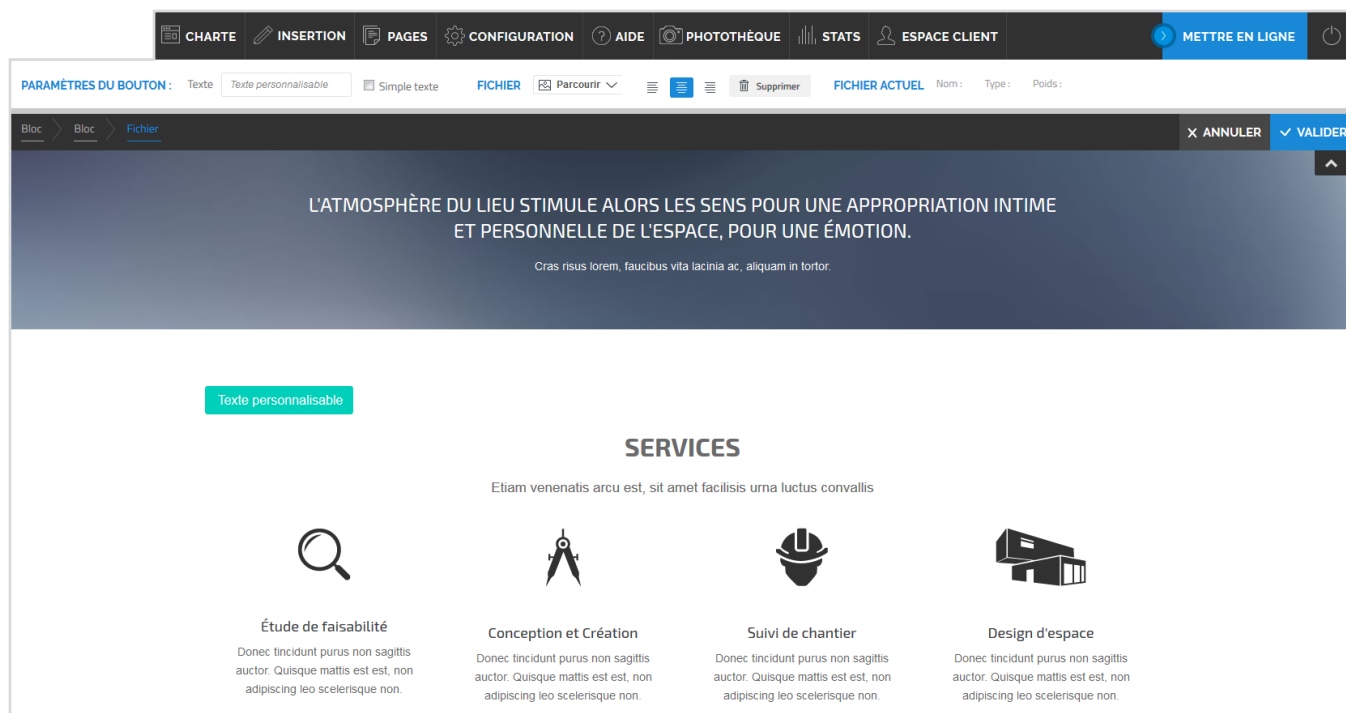 CHARTE INSERTION PAGES CONFIGURATION ? AIDE PHOTOTHÈQUE STATS ESPACE CLIENT METTRE EN LIGNE
PARAMÈTRES DU BOUTON : Texte Texte personnalisable Simple texte FICHIER Parcourir Supprimer FICHIER ACTUEL Nom : Type : Poids :
Bloc Bloc Fichier ANNULER VALIDER
L'ATMOSPHÈRE DU LIEU STIMULE ALORS LES SENS POUR UNE APPROPRIATION INTIME
ET PERSONNELLE DE L'ESPACE, POUR UNE ÉMOTION.
Cras risus lorem, faucibus vita lacinia ac, aliquam in tortor.
Texte personnalisable
SERVICES
Etiam venenatis arcu est, sit amet facilisis urna luctus convallis
Étude de faisabilité
Donec tincidunt purus non sagittis
auctor. Quisque mattis est est, non
adipiscing leo scelerisque non.
Conception et Création
Donec tincidunt purus non sagittis
auctor. Quisque mattis est est, non
adipiscing leo scelerisque non.
Suivi de chantier
Donec tincidunt purus non sagittis
auctor. Quisque mattis est est, non
adipiscing leo scelerisque non.
Design d'espace
Donec tincidunt purus non sagittis
auctor. Quisque mattis est est, non
adipiscing leo scelerisque non.